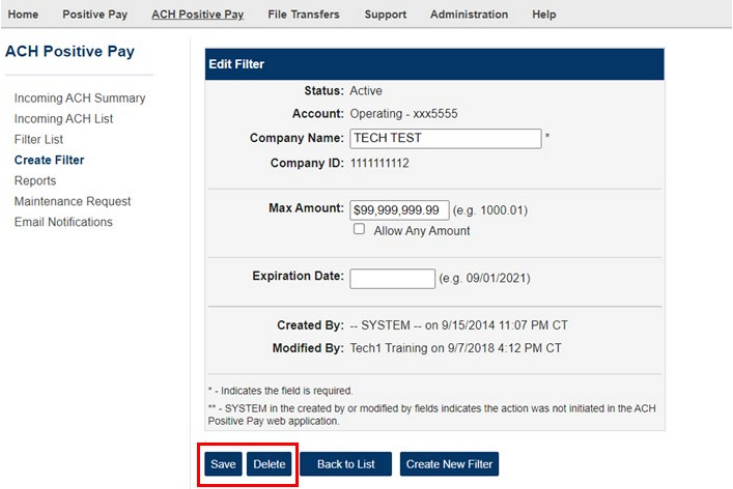 Home Positive Pay ACH Positive Pay File Transfers Support Administration Help
ACH Positive Pay
Incoming ACH Summary
Incoming ACH List
Filter List
Create Filter
Reports
Maintenance Request
Email Notifications
Edit Filter
Status: Active
Account: Operating - xxx5555
Company Name: TECH TEST *
Company ID: 1111111112
Max Amount: $99,999,999.99 (e.g. 1000.01)
Allow Any Amount
Expiration Date: (e.g. 09/01/2021)
Created By: -- SYSTEM -- on 9/15/2014 11:07 PM CT
Modified By: Tech1 Training on 9/7/2018 4:12 PM CT
* - Indicates the field is required.
** - SYSTEM in the created by or modified by fields indicates the action was not initiated in the ACH
Positive Pay web application.
Save Delete Back to List Create New Filter